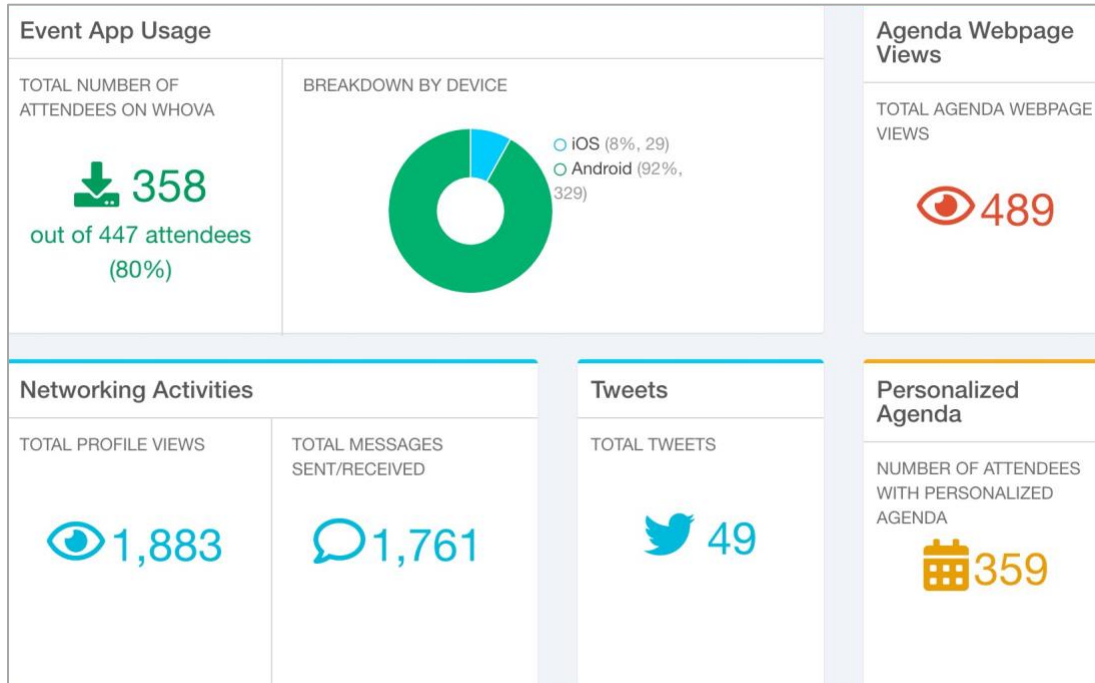 Event App Usage
TOTAL NUMBER OF
ATTENDEES ON WHOVA
358
out of 447 attendees
(80%)
BREAKDOWN BY DEVICE
iOS (8%, 29)
Android (92%,
329)
Agenda Webpage
Views
TOTAL AGENDA WEBPAGE
VIEWS
489
Networking Activities
TOTAL PROFILE VIEWS
1,883
TOTAL MESSAGES
SENT/RECEIVED
1,761
Tweets
TOTAL TWEETS
49
Personalized
Agenda
NUMBER OF ATTENDEES
WITH PERSONALIZED
AGENDA
359